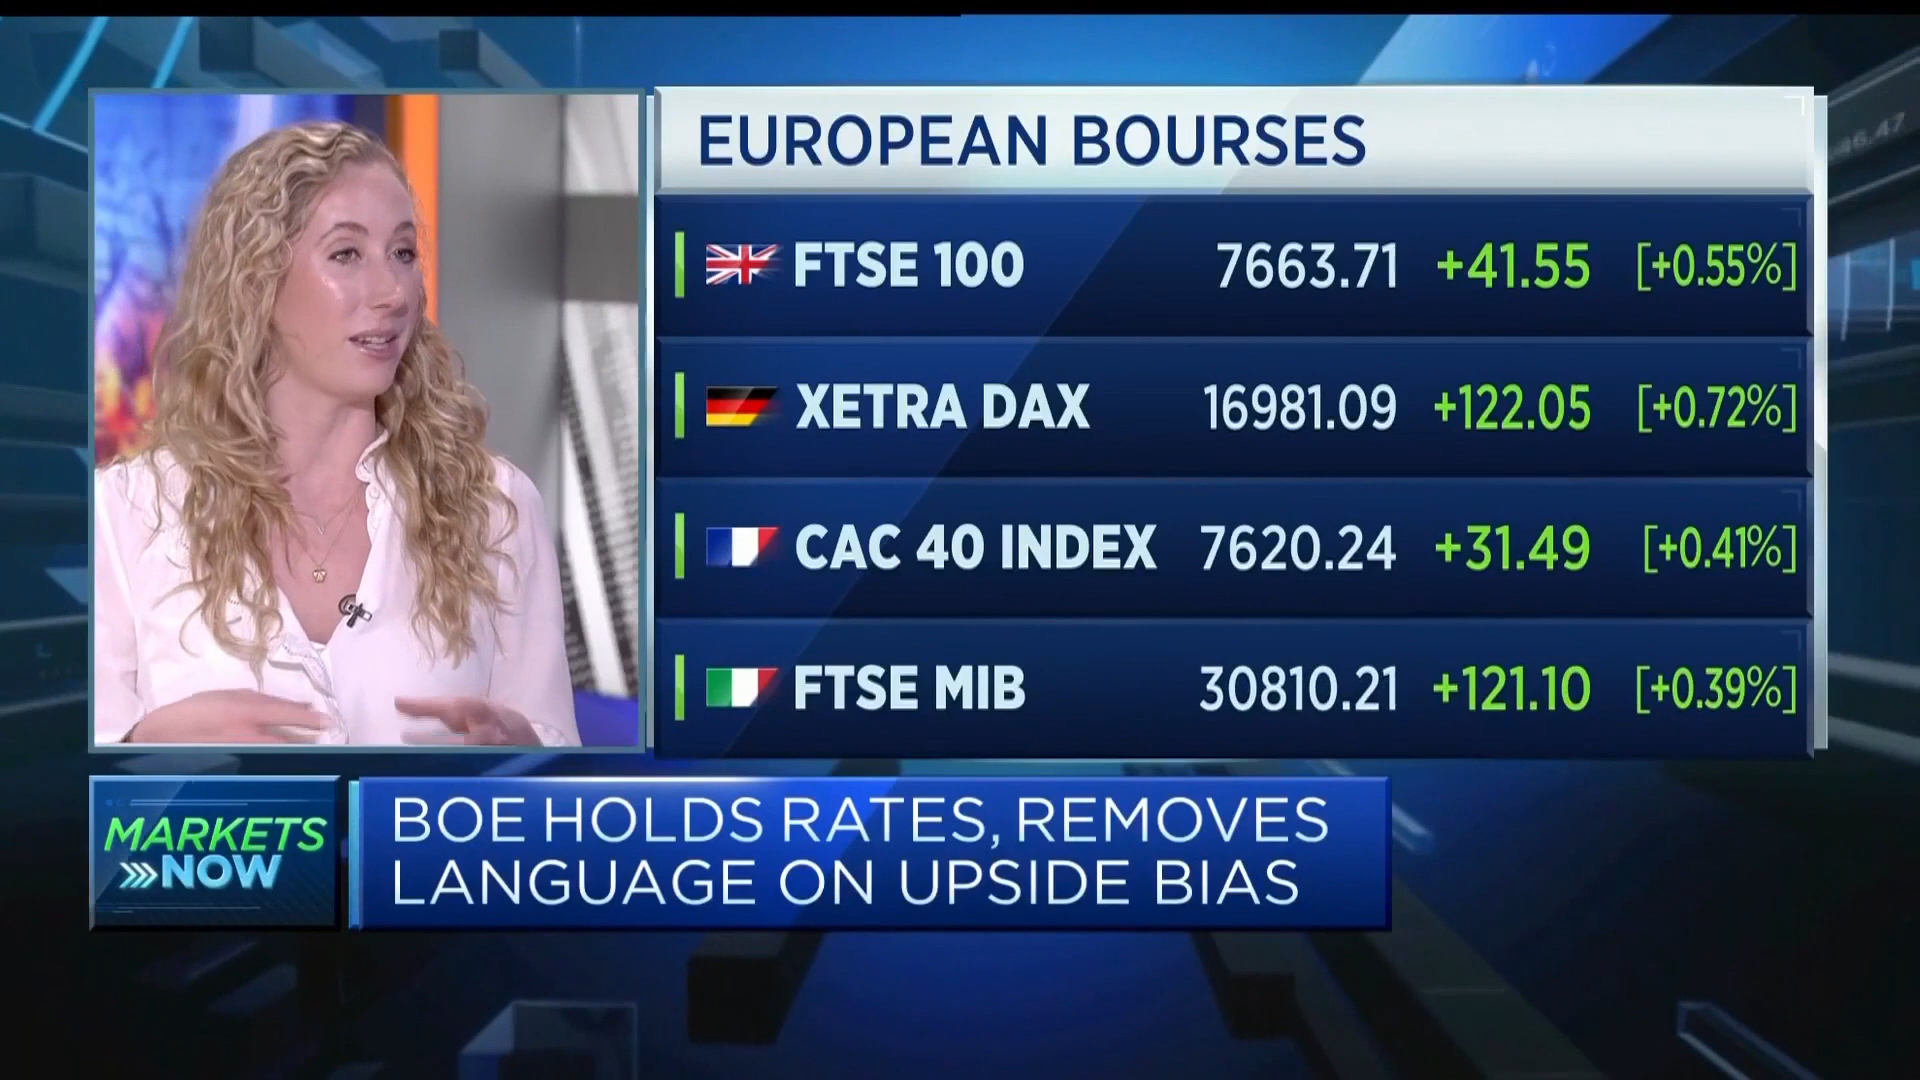 EUROPEAN BOURSES
FTSE 100 7663.71 +41.55 [+0.55%]
XETRA DAX 16981.09 +122.05 [+0.72%]
CAC 40 INDEX 7620.24 +31.49 [+0.41%]
FTSE MIB 30810.21 +121.10 [+0.39%]
MARKETS
NOW
BOE HOLDS RATES, REMOVES
LANGUAGE ON UPSIDE BIAS